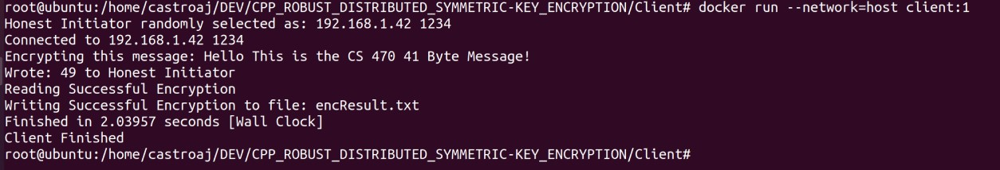 root@ubuntu:/home/castroaj/DEV/CPP_ROBUST_DISTRIBUTED_SYMMETRIC-KEY_ENCRYPTION/Client# docker run --network=host client:1
Honest Initiator randomly selected as: 192.168.1.42 1234
Connected to 192.168.1.42 1234
Encrypting this message: Hello This is the CS 470 41 Byte Message!
Wrote: 49 to Honest Initiator
Reading Successful Encryption
Writing Successful Encryption to file: encResult.txt
Finished in 2.03957 seconds [Wall Clock]
Client Finished
root@ubuntu:/home/castroaj/DEV/CPP_ROBUST_DISTRIBUTED_SYMMETRIC-KEY_ENCRYPTION/Client#